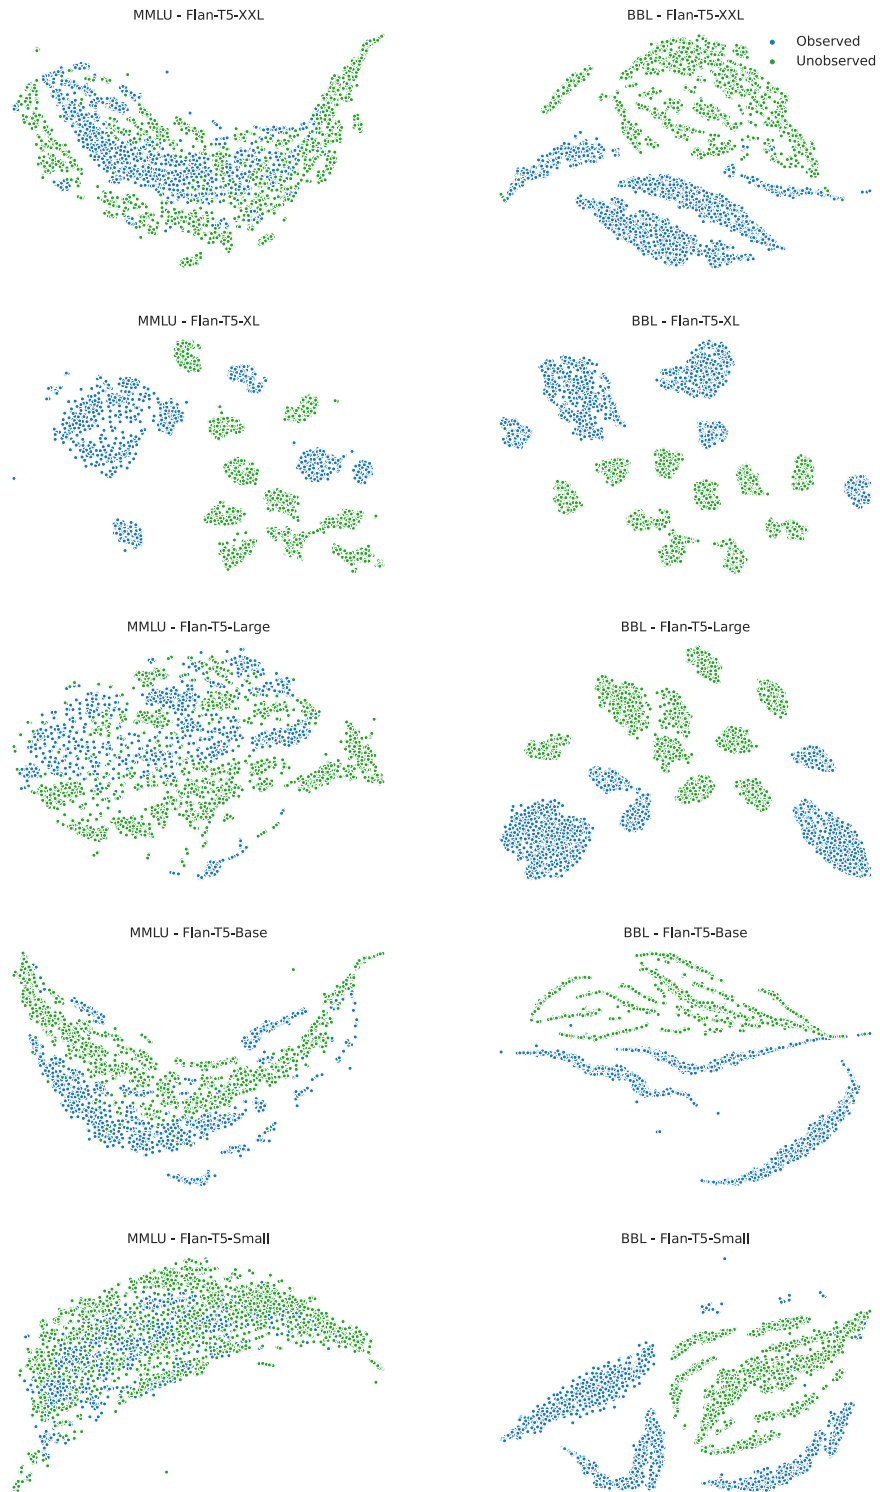 MMLU - Flan-T5-XXL
BBL - Flan-T5-XXL
Observed
Unobserved
MMLU - Flan-T5-XL
BBL - Flan-T5-XL
MMLU - Flan-T5-Large
BBL - Flan-T5-Large
MMLU - Flan-T5-Base
BBL - Flan-T5-Base
MMLU - Flan-T5-Small
BBL - Flan-T5-Small